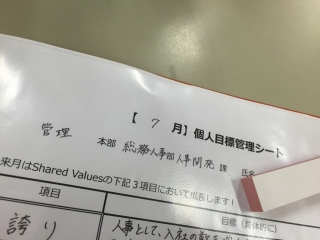 【 7 月】個人目標管理シート
管理 本部 総務人事部人事開発 課 氏名
来月はShared Valuesの下記３項目において成長します！
項目 目標（具体的に）
誇り 人事として、入社の数を